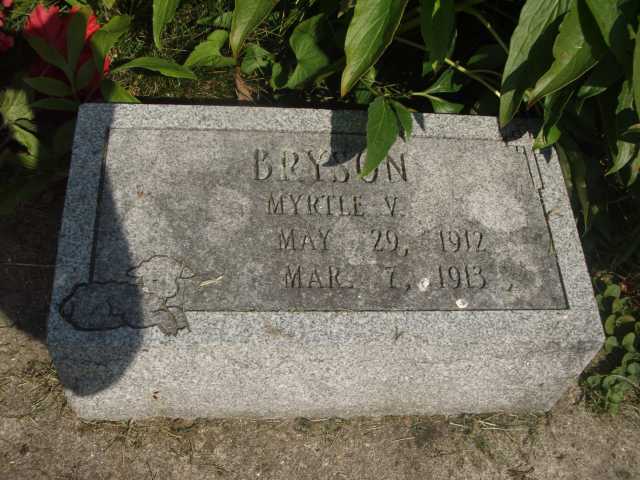 BRYSON
MYRTLE V.
MAY 29, 1912
MAR. 7, 1913